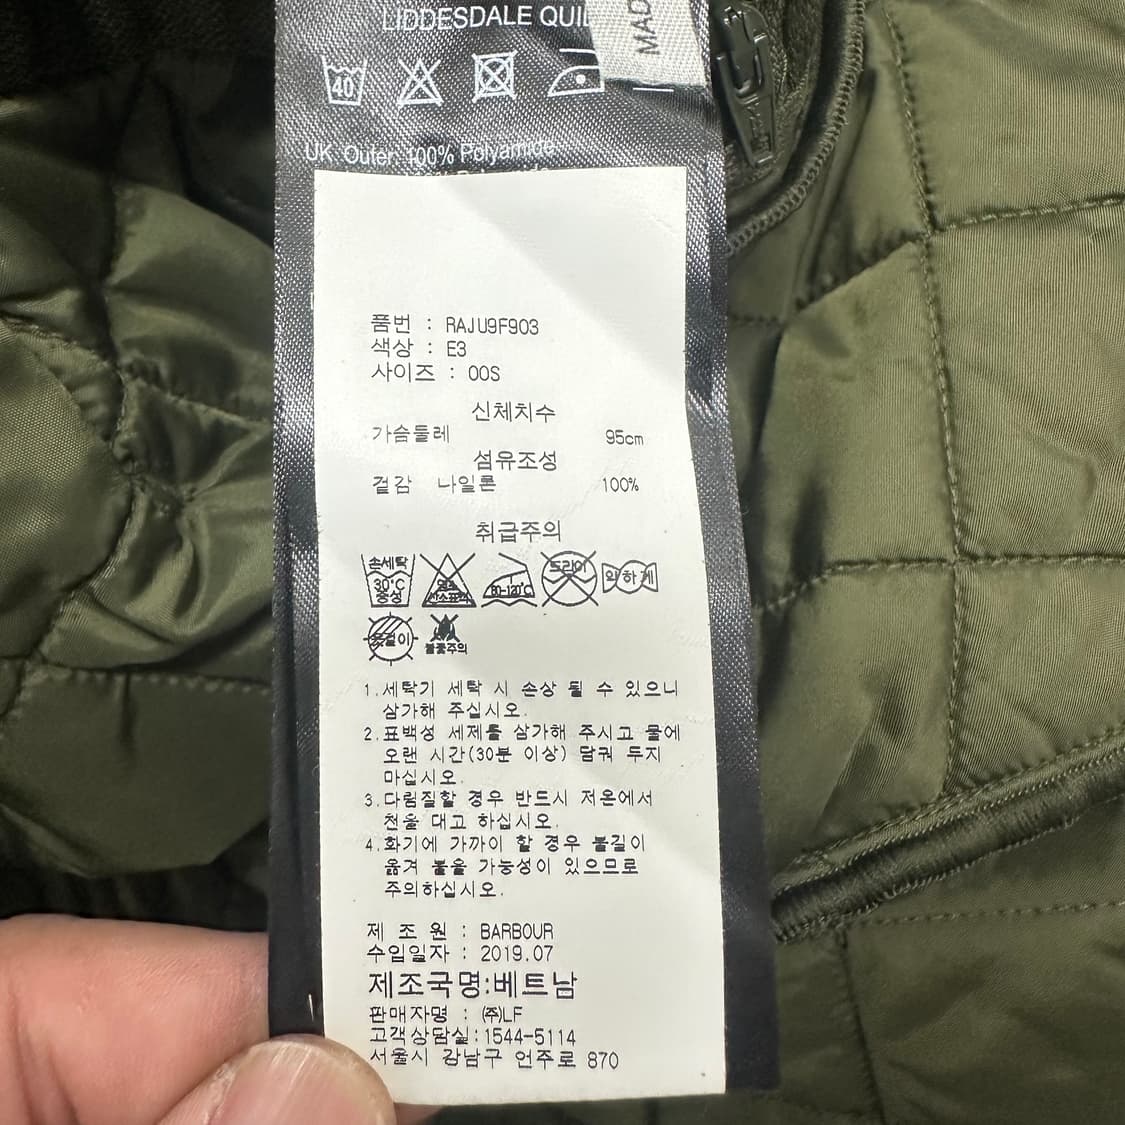 LIDDESDALE QUIL
MAD
40
UK Outer: 100% Polyamide
품번 : RAJU9F903
색상 : E3
사이즈 : 00S
신체치수
가슴둘레 95cm
섬유조성
겉감 나일론 100%
취급주의
손세탁 30°C 중성 80-120°C 드라이 약하게
불꽃주의
1.세탁기 세탁 시 손상 될 수 있으니
삼가해 주십시오.
2.표백성 세제를 삼가해 주시고 물에
오랜 시간(30분 이상) 담궈 두지
마십시오.
3.다림질할 경우 반드시 저온에서
천을 대고 하십시오.
4.화기에 가까이 할 경우 불길이
옮겨 붙을 가능성이 있으므로
주의하십시오.
제 조 원 : BARBOUR
수입일자 : 2019.07
제조국명:베트남
판매자명 : ㈜LF
고객상담실:1544-5114
서울시 강남구 언주로 870